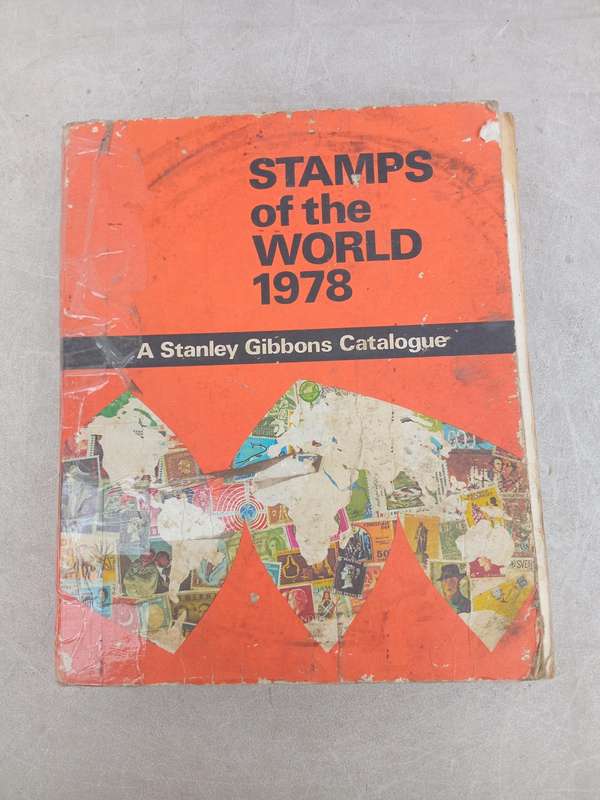 STAMPS
of the
WORLD
1978
A Stanley Gibbons Catalogue